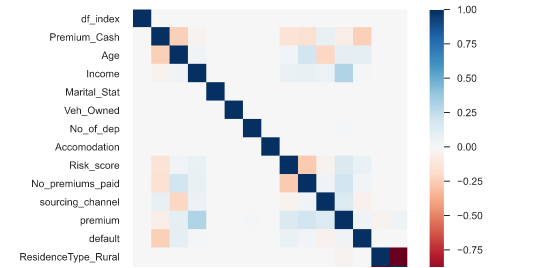 df_index
Premium_Cash
Age
Income
Marital_Stat
Veh_Owned
No_of_dep
Accomodation
Risk_score
No_premiums_paid
sourcing_channel
premium
default
ResidenceType_Rural
1.00
0.75
0.50
0.25
0.00
−0.25
−0.50
−0.75